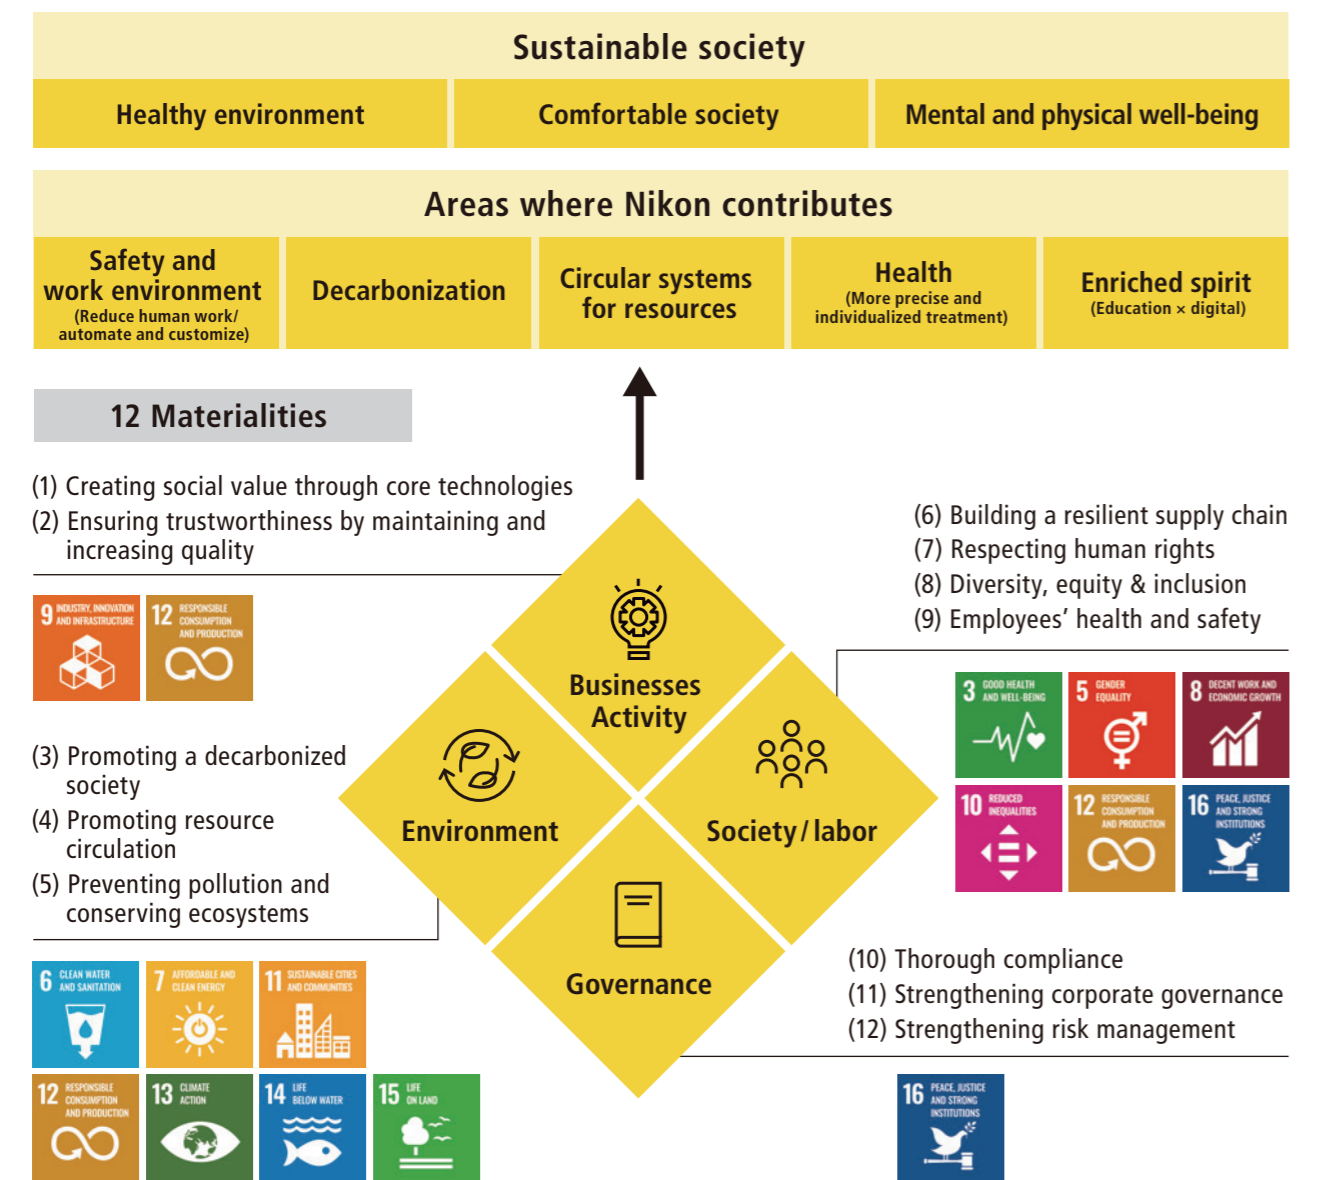 Sustainable society
Healthy environment
Comfortable society
Mental and physical well-being
Areas where Nikon contributes
Safety and
work environment
(Reduce human work/
automate and customize)
Decarbonization
Circular systems
for resources
Health
(More precise and
individualized treatment)
Enriched spirit
(Education × digital)
12 Materialities
(1) Creating social value through core technologies
(2) Ensuring trustworthiness by maintaining and
increasing quality
9 INDUSTRY, INNOVATION
AND INFRASTRUCTURE
12 RESPONSIBLE
CONSUMPTION
AND PRODUCTION
(3) Promoting a decarbonized
society
(4) Promoting resource
circulation
(5) Preventing pollution and
conserving ecosystems
6 CLEAN WATER
AND SANITATION
7 AFFORDABLE AND
CLEAN ENERGY
11 SUSTAINABLE CITIES
AND COMMUNITIES
12 RESPONSIBLE
CONSUMPTION
AND PRODUCTION
13 CLIMATE
ACTION
14 LIFE
BELOW WATER
15 LIFE
ON LAND
Businesses
Activity
Environment
Society / labor
Governance
(6) Building a resilient supply chain
(7) Respecting human rights
(8) Diversity, equity & inclusion
(9) Employees’ health and safety
3 GOOD HEALTH
AND WELL-BEING
5 GENDER
EQUALITY
8 DECENT WORK AND
ECONOMIC GROWTH
10 REDUCED
INEQUALITIES
12 RESPONSIBLE
CONSUMPTION
AND PRODUCTION
16 PEACE, JUSTICE
AND STRONG
INSTITUTIONS
(10) Thorough compliance
(11) Strengthening corporate governance
(12) Strengthening risk management
16 PEACE, JUSTICE
AND STRONG
INSTITUTIONS